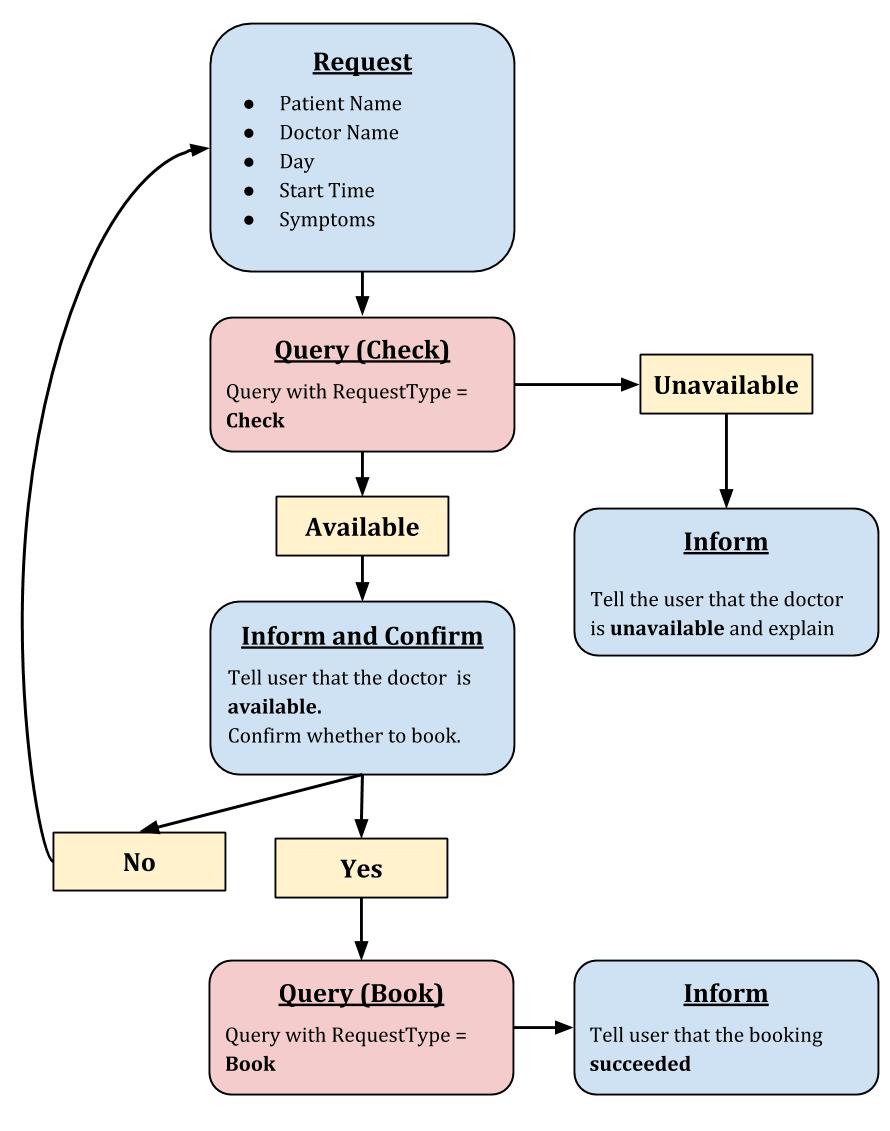 Request
● Patient Name
● Doctor Name
● Day
● Start Time
● Symptoms
Query (Check)
Query with RequestType =
Check
Unavailable
Available
Inform
Tell the user that the doctor
is unavailable and explain
Inform and Confirm
Tell user that the doctor is
available.
Confirm whether to book.
No
Yes
Query (Book)
Query with RequestType =
Book
Inform
Tell user that the booking
succeeded